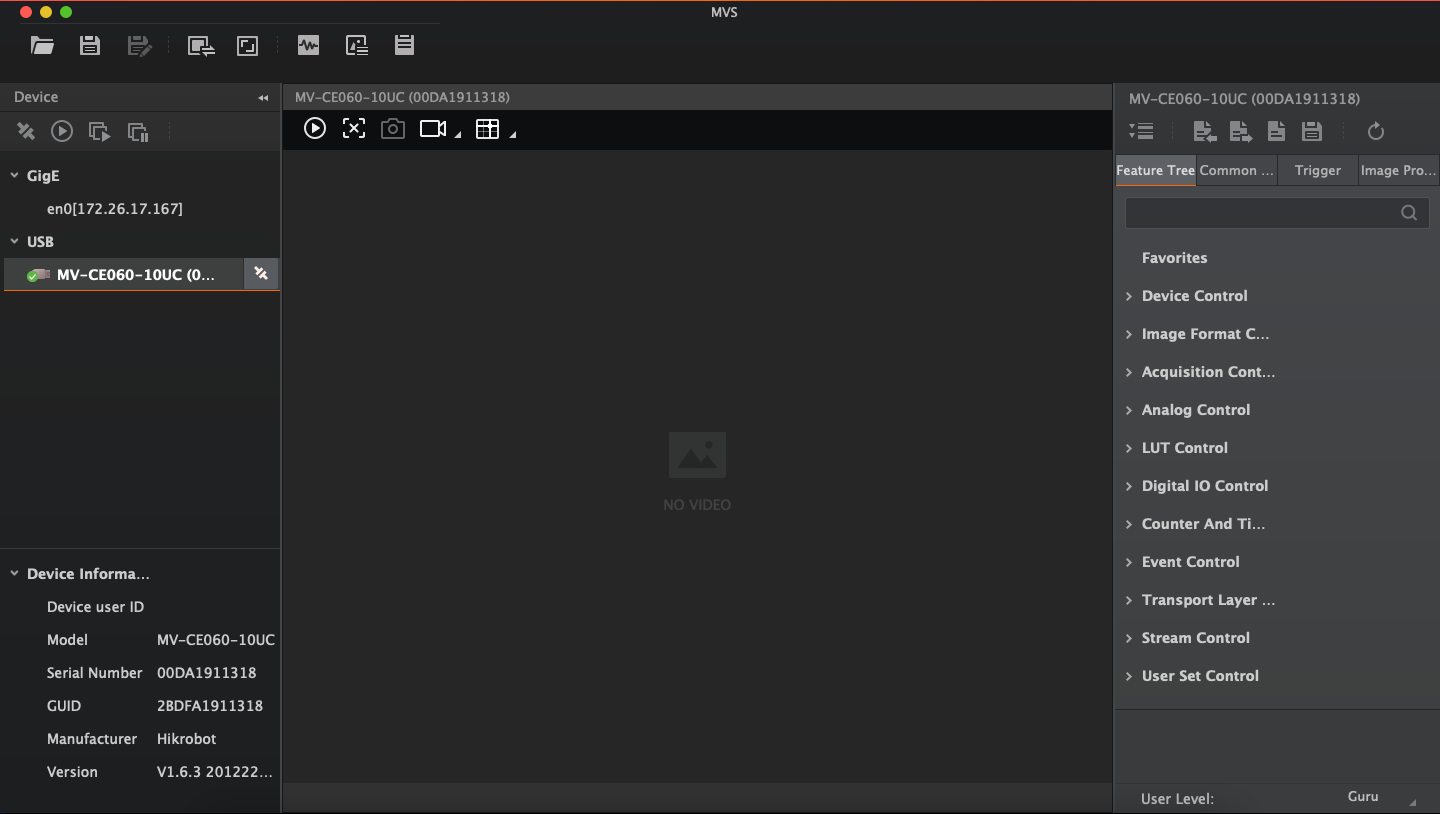 MVS
Device
GigE
en0[172.26.17.167]
USB
MV-CE060-10UC (0...
Device Informa...
Device user ID
Model MV-CE060-10UC
Serial Number 00DA1911318
GUID 2BDFA1911318
Manufacturer Hikrobot
Version V1.6.3 201222...
MV-CE060-10UC (00DA1911318)
NO VIDEO
MV-CE060-10UC (00DA1911318)
Feature Tree Common ... Trigger Image Pro...
Favorites
Device Control
Image Format C...
Acquisition Cont...
Analog Control
LUT Control
Digital IO Control
Counter And Ti...
Event Control
Transport Layer ...
Stream Control
User Set Control
User Level: Guru